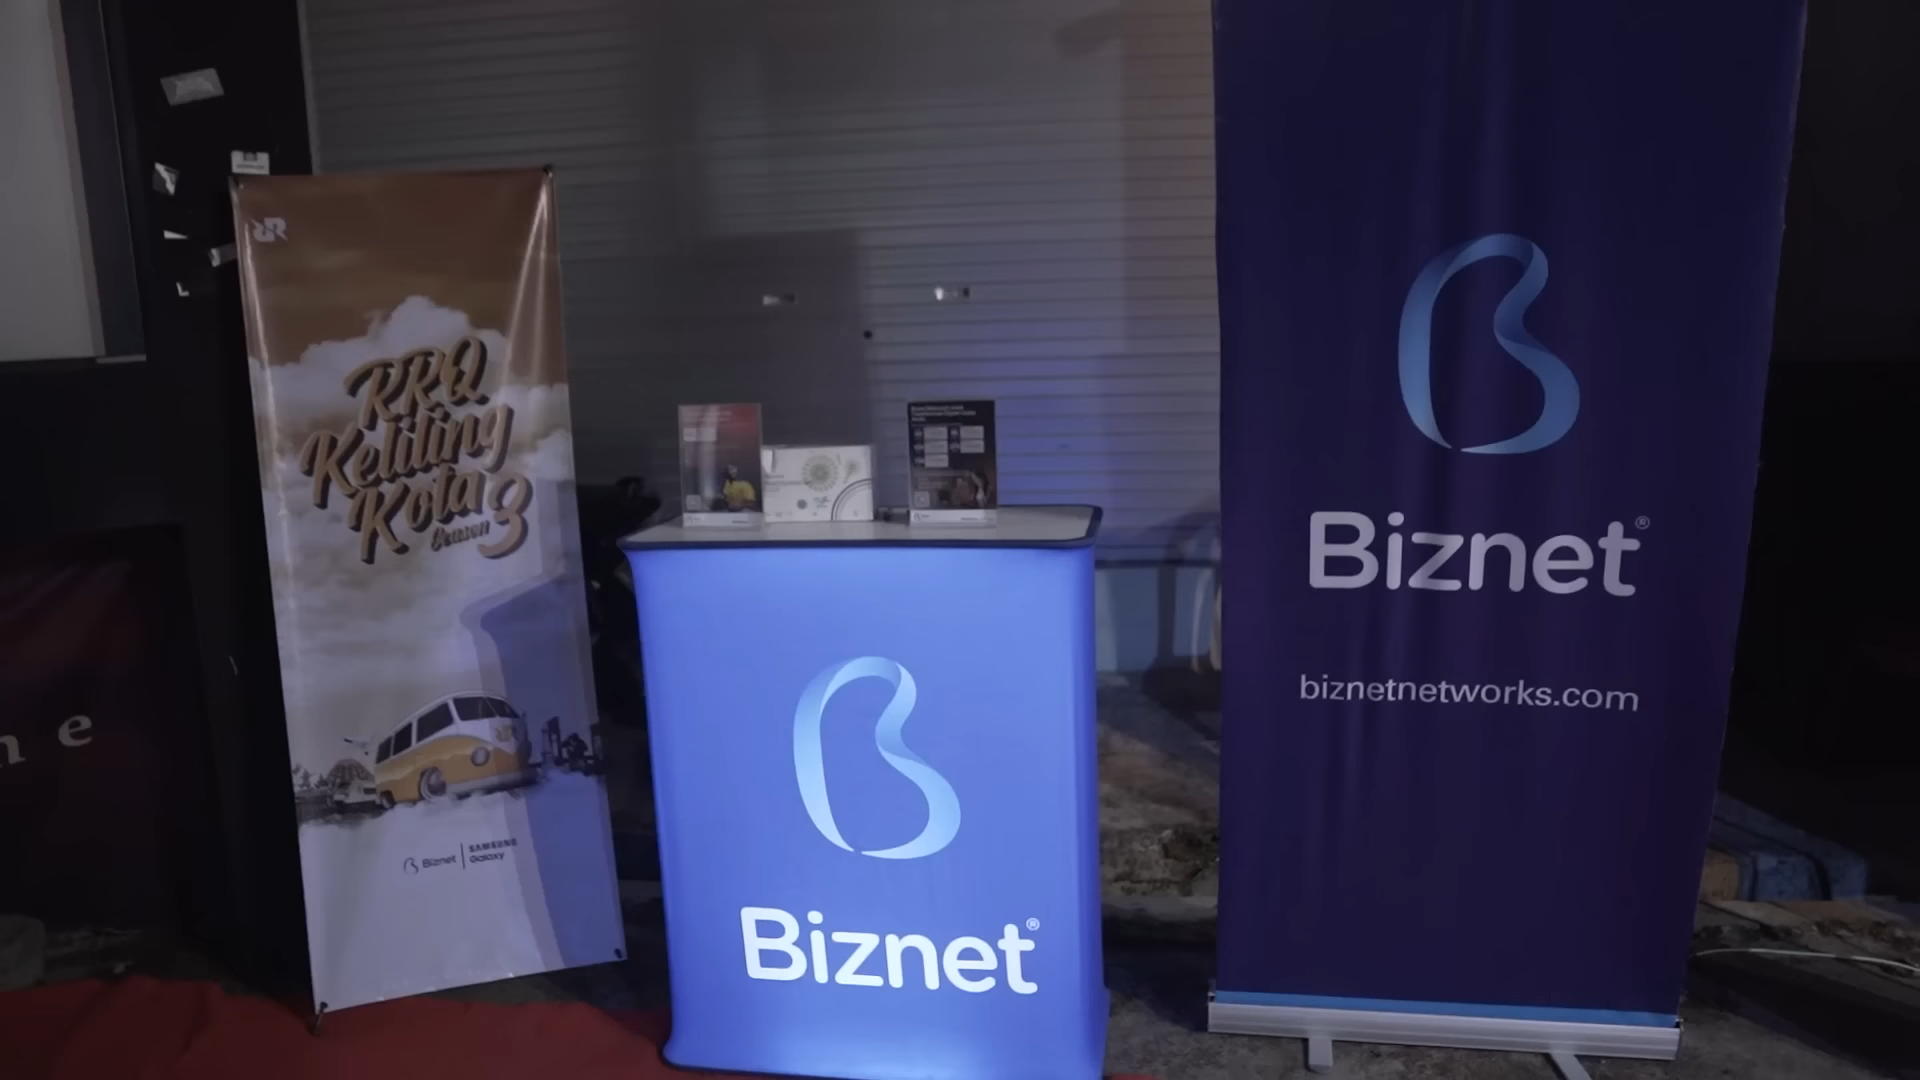 RRQ
Keliling
Kota 3
Season
Biznet
SAMSUNG
Galaxy
Biznet®
Biznet®
biznetnetworks.com
n e